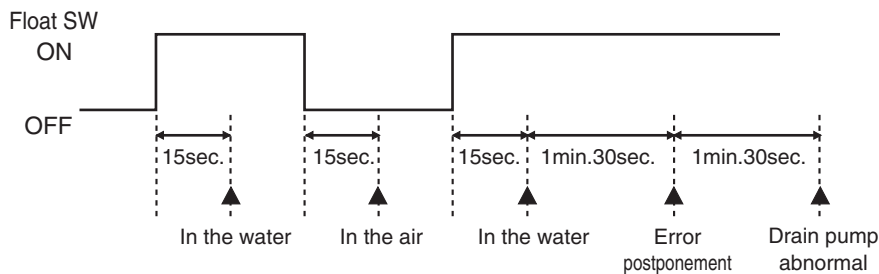 Float SW
ON
OFF
15sec. 15sec. 15sec. 1min.30sec. 1min.30sec.
In the water In the air In the water Error postponement Drain pump abnormal